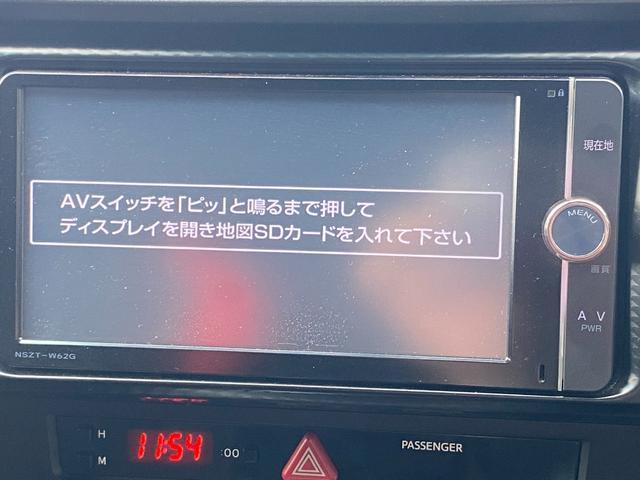 AVスイッチを「ピッ」と鳴るまで押して
ディスプレイを開き地図SDカードを入れて下さい
現在地
MENU
画質
A V
PWR
NSZT-W62G
H
11:54 :00
M
PASSENGER